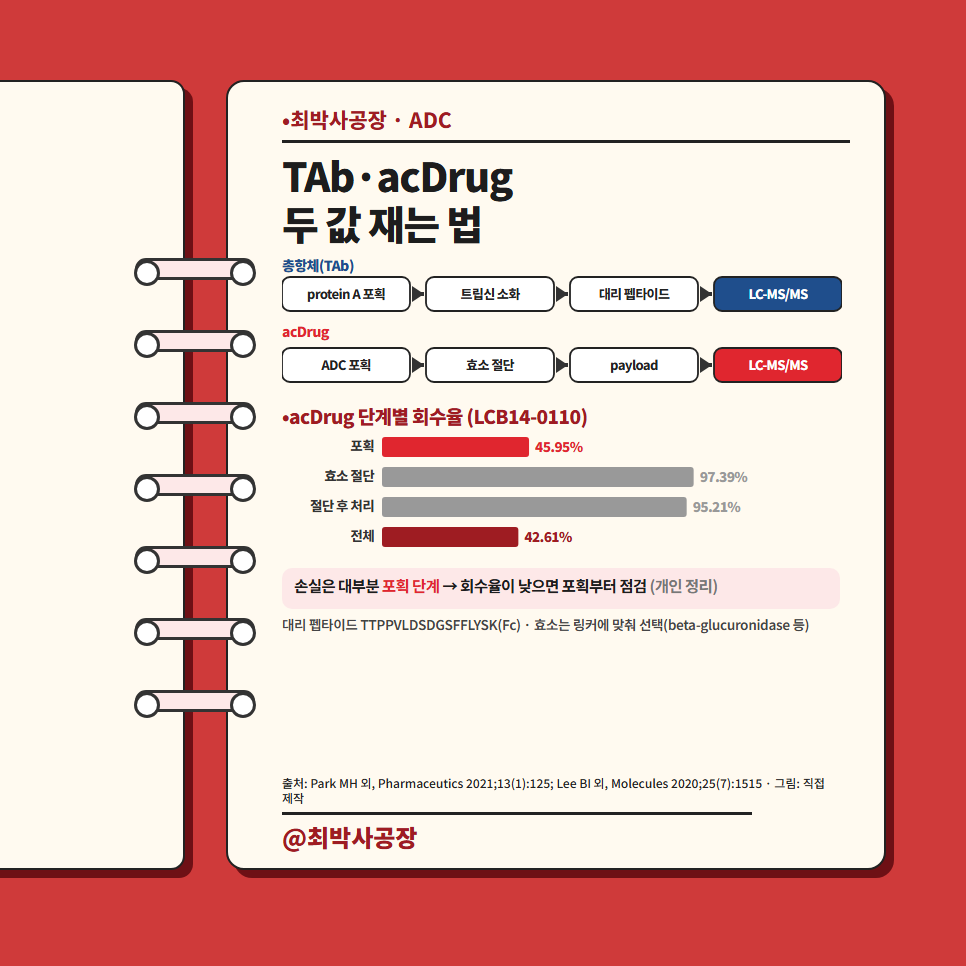 •최박사공장 · ADC
TAb·acDrug
두 값 재는 법
총항체(TAb)
protein A 포획 트립신 소화 대리 펩타이드 LC-MS/MS
acDrug
ADC 포획 효소 절단 payload LC-MS/MS
•acDrug 단계별 회수율 (LCB14-0110)
포획 45.95%
효소 절단 97.39%
절단 후 처리 95.21%
전체 42.61%
손실은 대부분 포획 단계 → 회수율이 낮으면 포획부터 점검 (개인 정리)
대리 펩타이드 TTPPVLDSDGSFFLYSK(Fc) · 효소는 링커에 맞춰 선택(beta-glucuronidase 등)
출처: Park MH 외, Pharmaceutics 2021;13(1):125; Lee BI 외, Molecules 2020;25(7):1515 · 그림: 직접
제작
@최박사공장